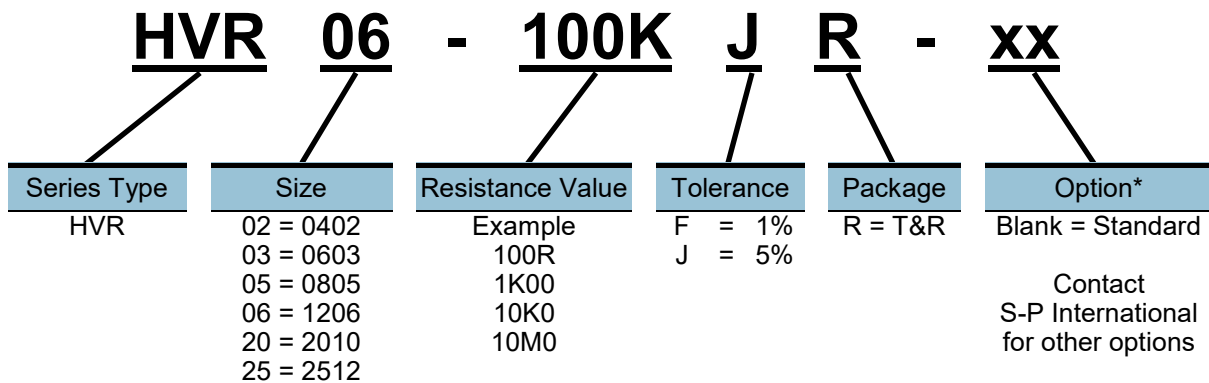 HVR 06 - 100K J R - xx
Series Type Size Resistance Value Tolerance Package Option*
HVR 02 = 0402 Example F = 1% R = T&R Blank = Standard
03 = 0603 100R J = 5%
05 = 0805 1K00 Contact
06 = 1206 10K0 S-P International
20 = 2010 10M0 for other options
25 = 2512